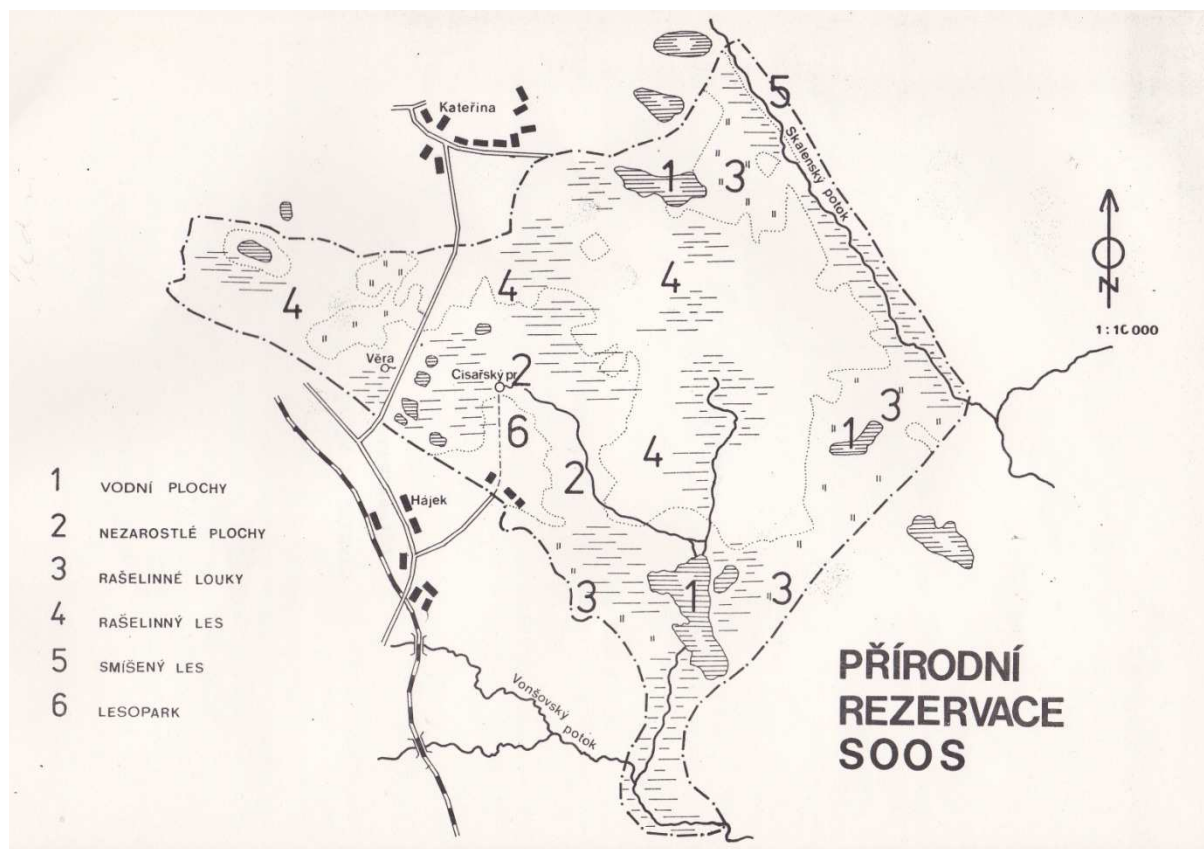 Kateřina
5
Skalenský potok
1
3
4
4
4
N
1:10 000
Věra
Cisařský pr.
2
3
1
6
4
2
Hájek
1 VODNÍ PLOCHY
2 NEZAROSTLÉ PLOCHY
3 RAŠELINNÉ LOUKY
4 RAŠELINNÝ LES
5 SMÍŠENÝ LES
6 LESOPARK
3
1
3
Vonšovský potok
PŘÍRODNÍ
REZERVACE
SOOS